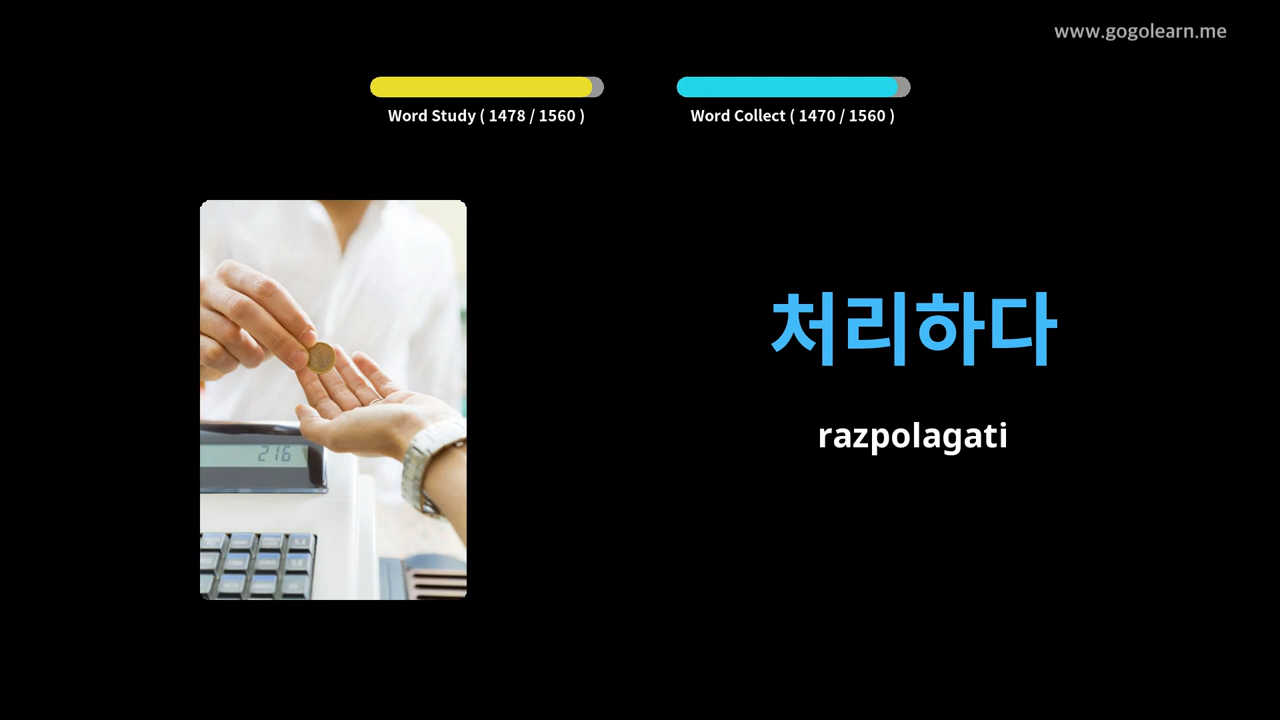 www.gogolearn.me
Word Study ( 1478 / 1560 )
Word Collect ( 1470 / 1560 )
처리하다
razpolagati
216